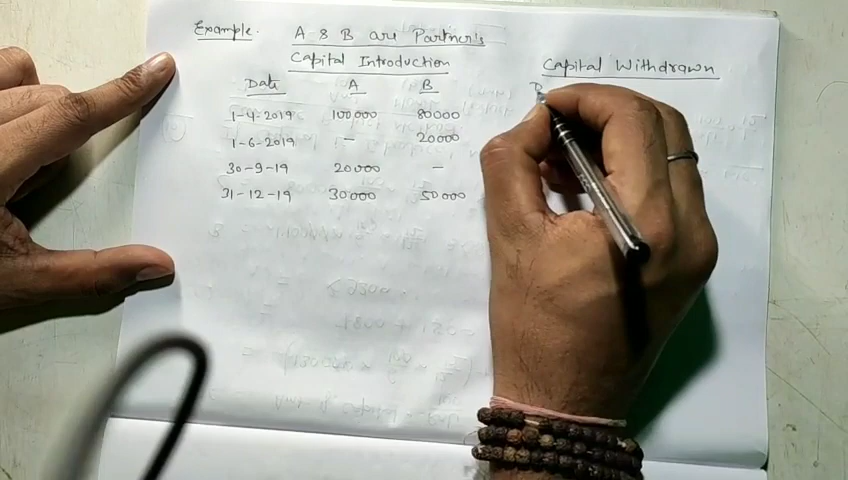 Example. A & B are Partner's
Capital Introduction
Capital Withdrawn
Date A B
1-4-2019 100000 80000
1-6-2019 — 20000
30-9-19 20000 —
31-12-19 30000 50000